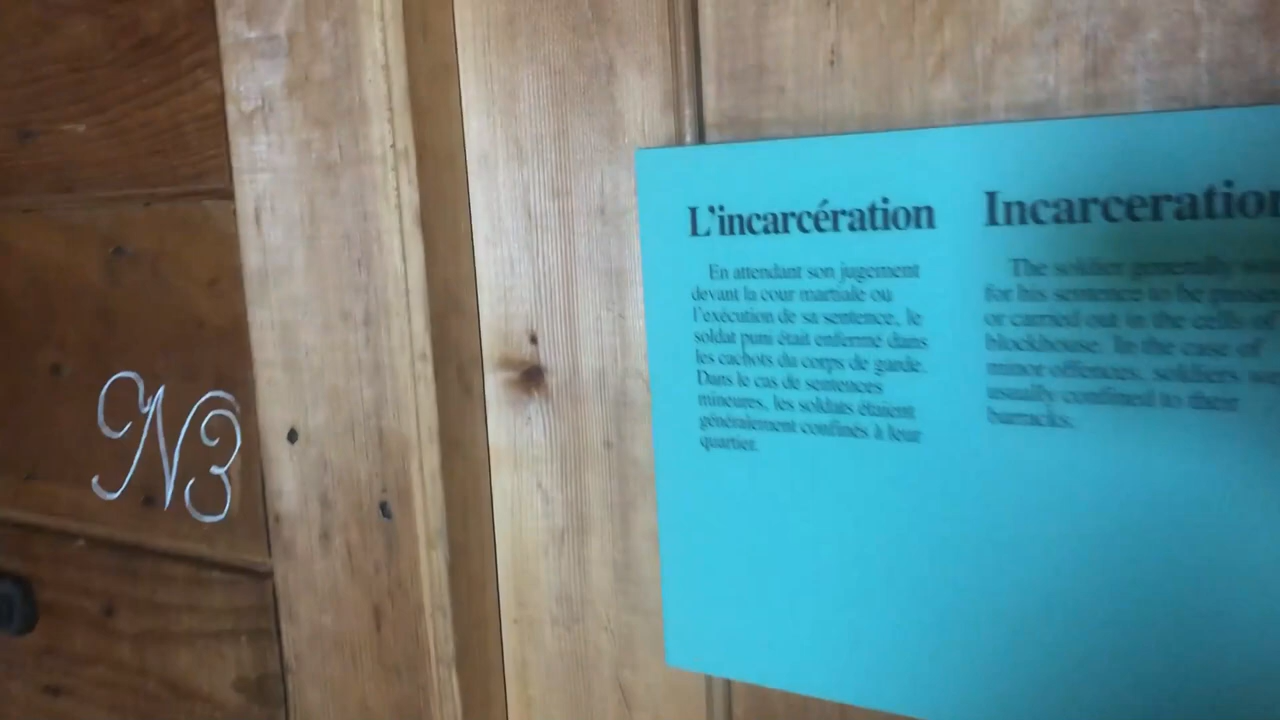 N3
L'incarcération
En attendant son jugement
devant la cour martiale ou
l'exécution de sa sentence, le
soldat puni était enfermé dans
les cachots du corps de garde.
Dans le cas de sentences
mineures, les soldats étaient
généralement confinés à leur
quartier.
Incarceration
The soldier generally
for his sentence to be
or carried out in the cells of
blockhouse. In the case of
minor offences, soldiers
usually confined to their
barracks.